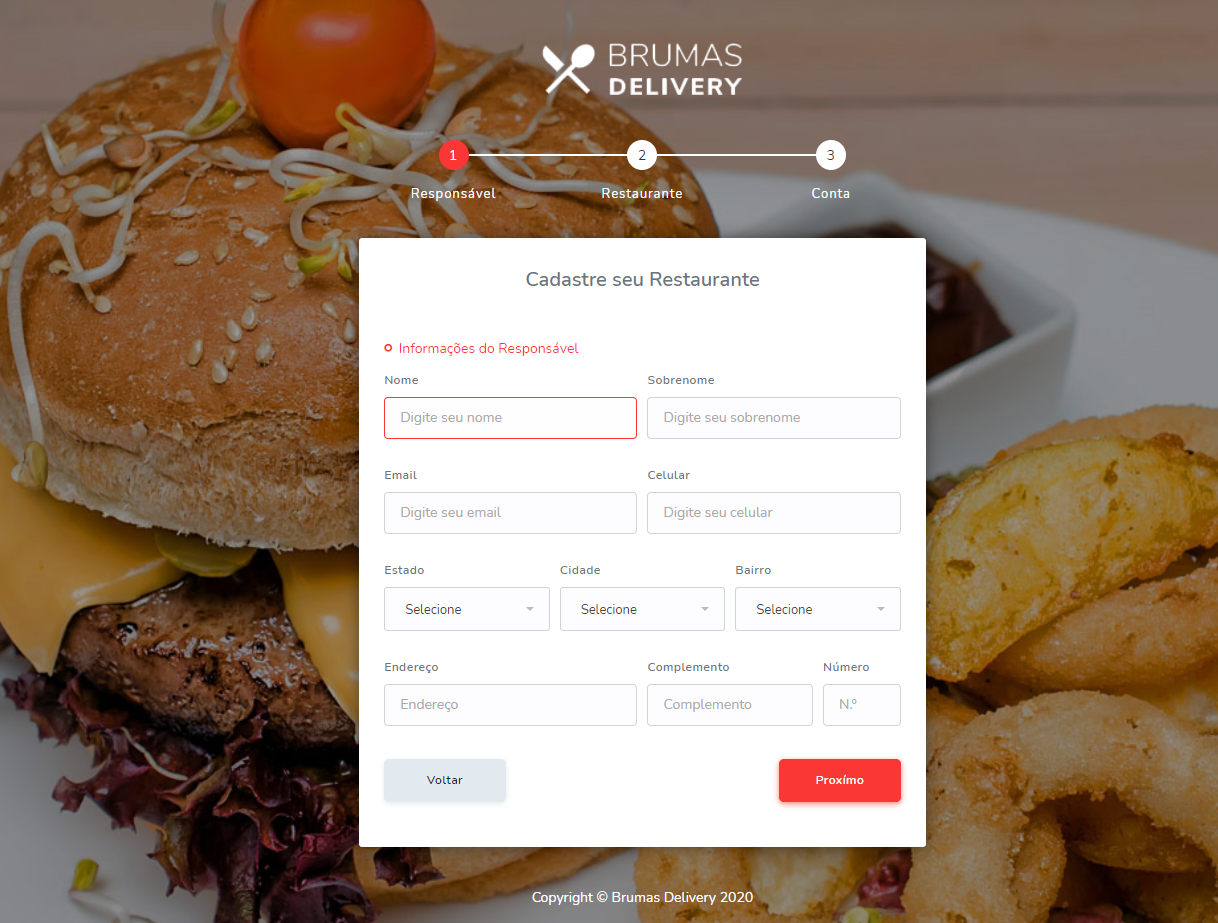 BRUMAS
DELIVERY
1 2 3
Responsável Restaurante Conta
Cadastre seu Restaurante
Informações do Responsável
Nome Sobrenome
Digite seu nome Digite seu sobrenome
Email Celular
Digite seu email Digite seu celular
Estado Cidade Bairro
Selecione Selecione Selecione
Endereço Complemento Número
Endereço Complemento N.º
Voltar Proxímo
Copyright © Brumas Delivery 2020